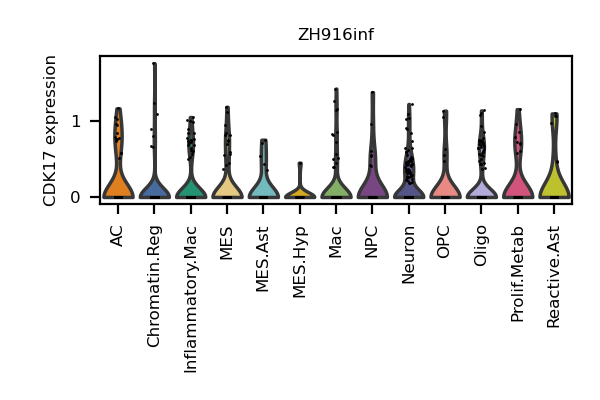 ZH916inf
CDK17 expression
1
0
AC
Chromatin.Reg
Inflammatory.Mac
MES
MES.Ast
MES.Hyp
Mac
NPC
Neuron
OPC
Oligo
Prolif.Metab
Reactive.Ast